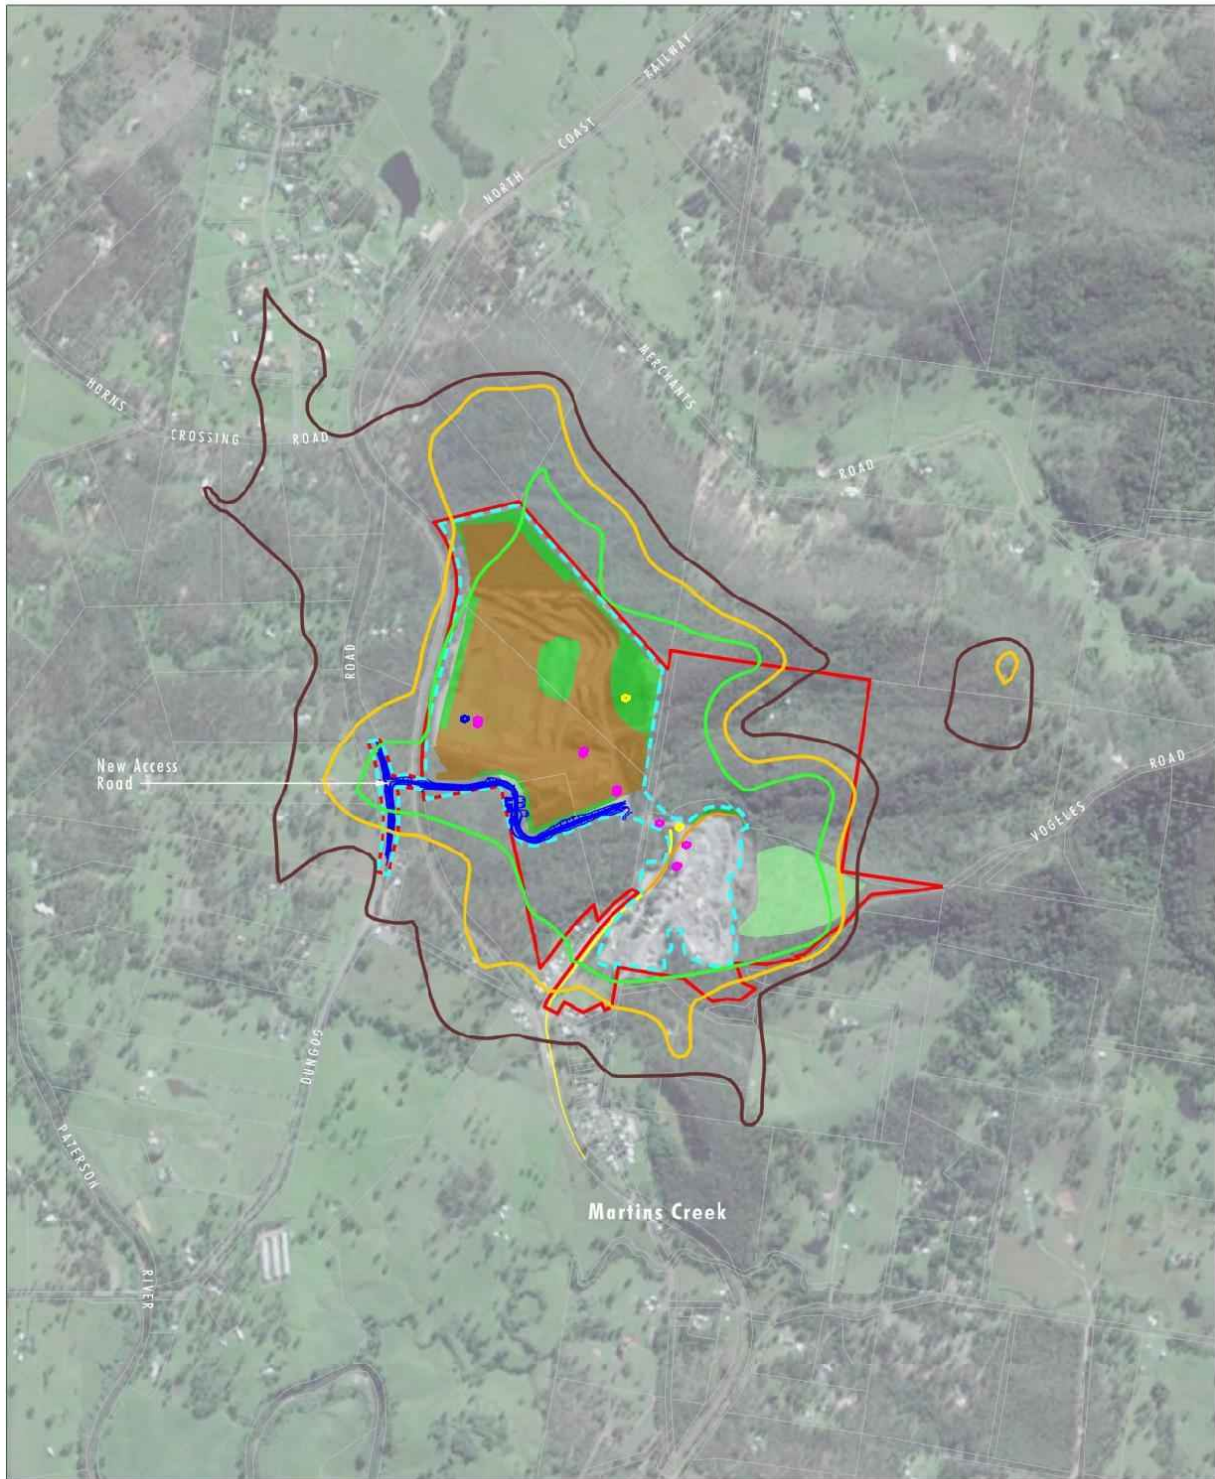 RAILWAY
COAST
NORTH
MERCHANTS
HORNS
CROSSING
ROAD
ROAD
ROAD
New Access
Road
ROAD
VOGELES
DUNGOG
PATERSON
Martins Creek
RIVER